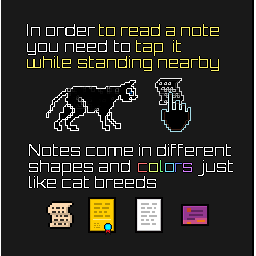 In order to read a note
you need to tap it
while standing nearby
Notes come in different
shapes and colors just
like cat breeds